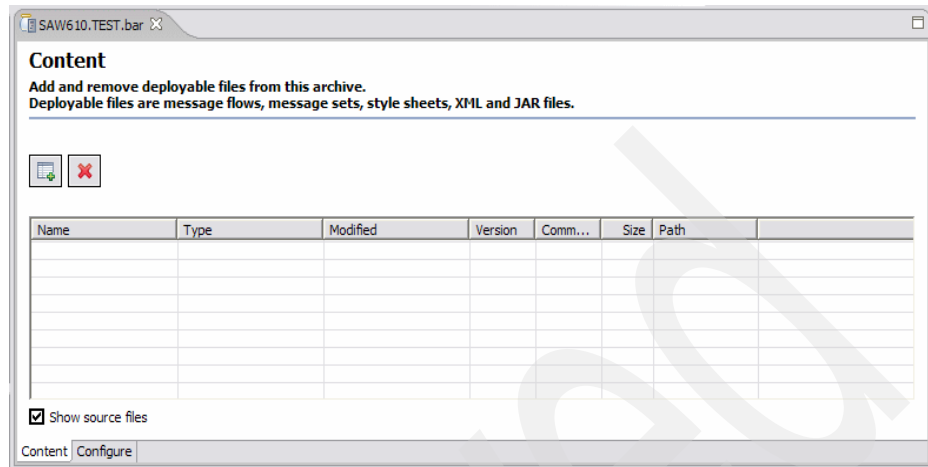 SAW610.TEST.bar
Content
Add and remove deployable files from this archive.
Deployable files are message flows, message sets, style sheets, XML and JAR files.
Name Type Modified Version Comm... Size Path
Show source files
Content Configure